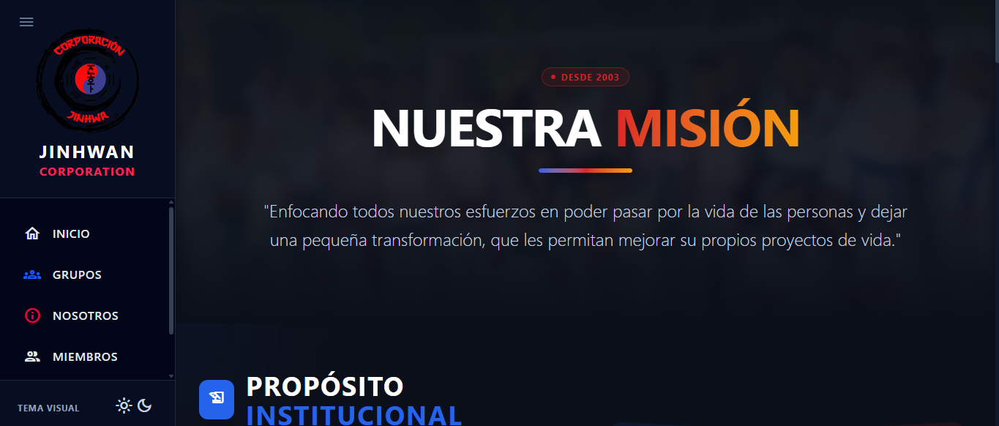 CORPORACIÓN
진화
JINHWA
JINHWAN
CORPORATION
INICIO
GRUPOS
NOSOTROS
MIEMBROS
TEMA VISUAL
DESDE 2003
NUESTRA MISIÓN
"Enfocando todos nuestros esfuerzos en poder pasar por la vida de las personas y dejar
una pequeña transformación, que les permitan mejorar su propios proyectos de vida."
PROPÓSITO
INSTITUCIONAL